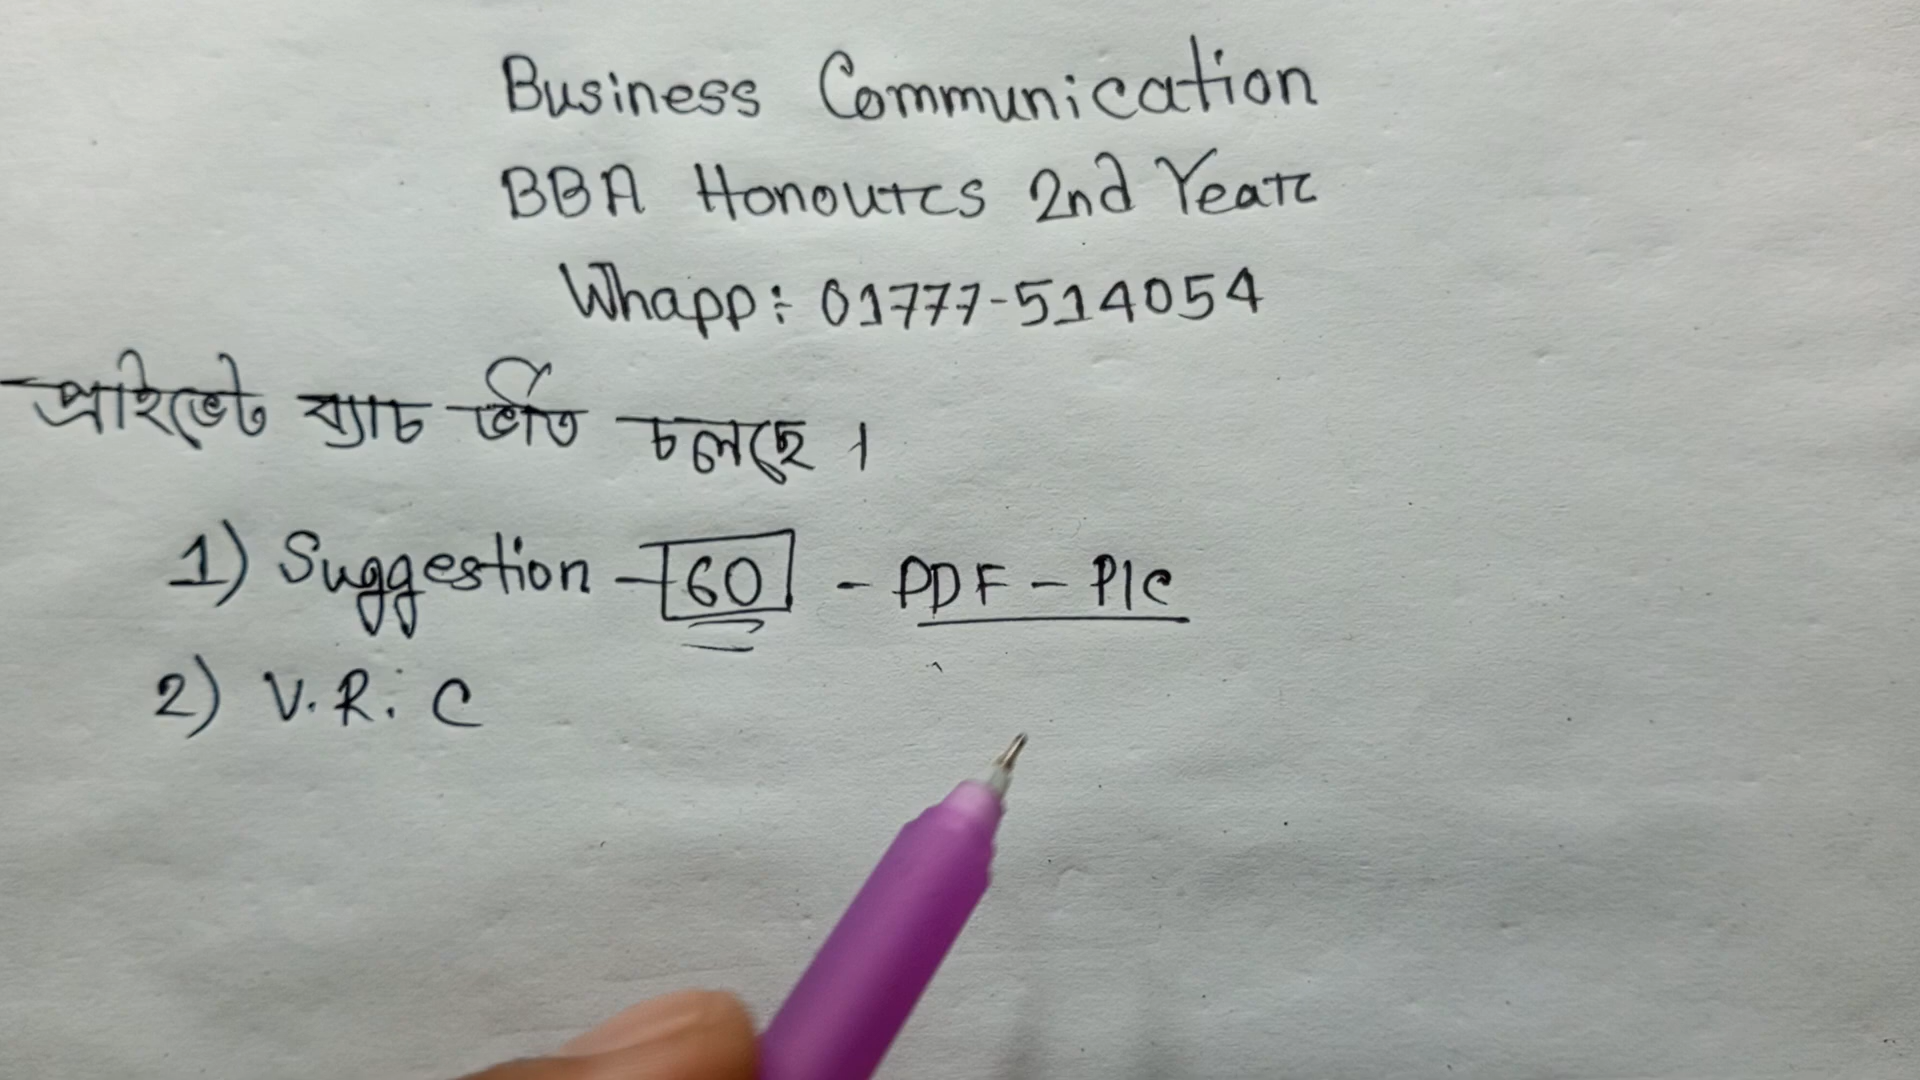 Business Communication
BBA Honours 2nd Year
Whapp: 01777-514054
প্রাইভেট ব্যাচ ভর্তি চলছে।
1) Suggestion - 60 - PDF - PIC
2) V.R. C